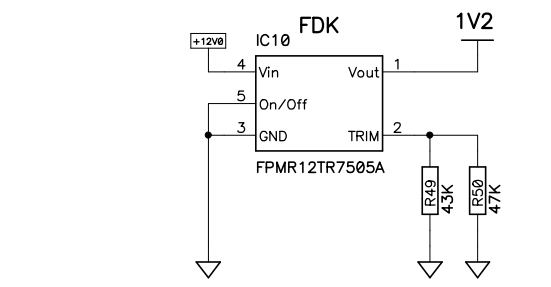 FDK
1V2
+12V0
IC10
4
Vin
Vout
1
5
On/Off
3
GND
TRIM
2
FPMR12TR7505A
R49
43K
R50
47K